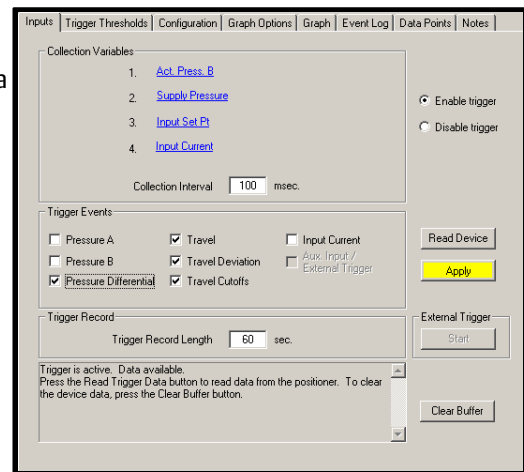 a
Inputs Trigger Thresholds Configuration Graph Options Graph Event Log Data Points Notes
Collection Variables
1. Act. Press. B
2. Supply Pressure
3. Input Set Pt
4. Input Current
Collection Interval 100 msec.
Enable trigger
Disable trigger
Trigger Events
Pressure A Travel Input Current
Pressure B Travel Deviation Aux. Input / External Trigger
Pressure Differential Travel Cutoffs
Read Device
Apply
Trigger Record
Trigger Record Length 60 sec.
External Trigger
Start
Trigger is active. Data available.
Press the Read Trigger Data button to read data from the positioner. To clear
the device data, press the Clear Buffer button.
Clear Buffer